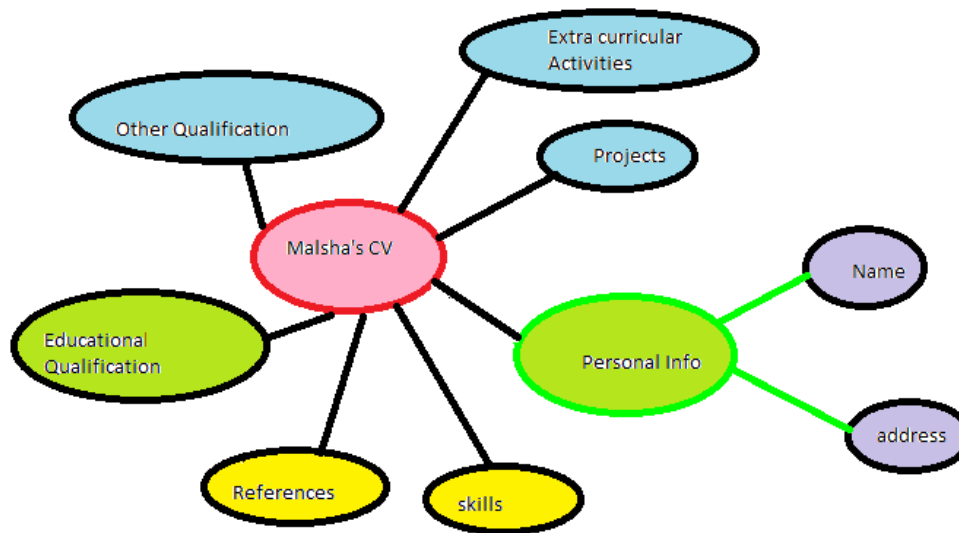 Extra curricular
Activities
Other Qualification
Projects
Malsha's CV
Name
Educational
Qualification
Personal Info
address
References
skills